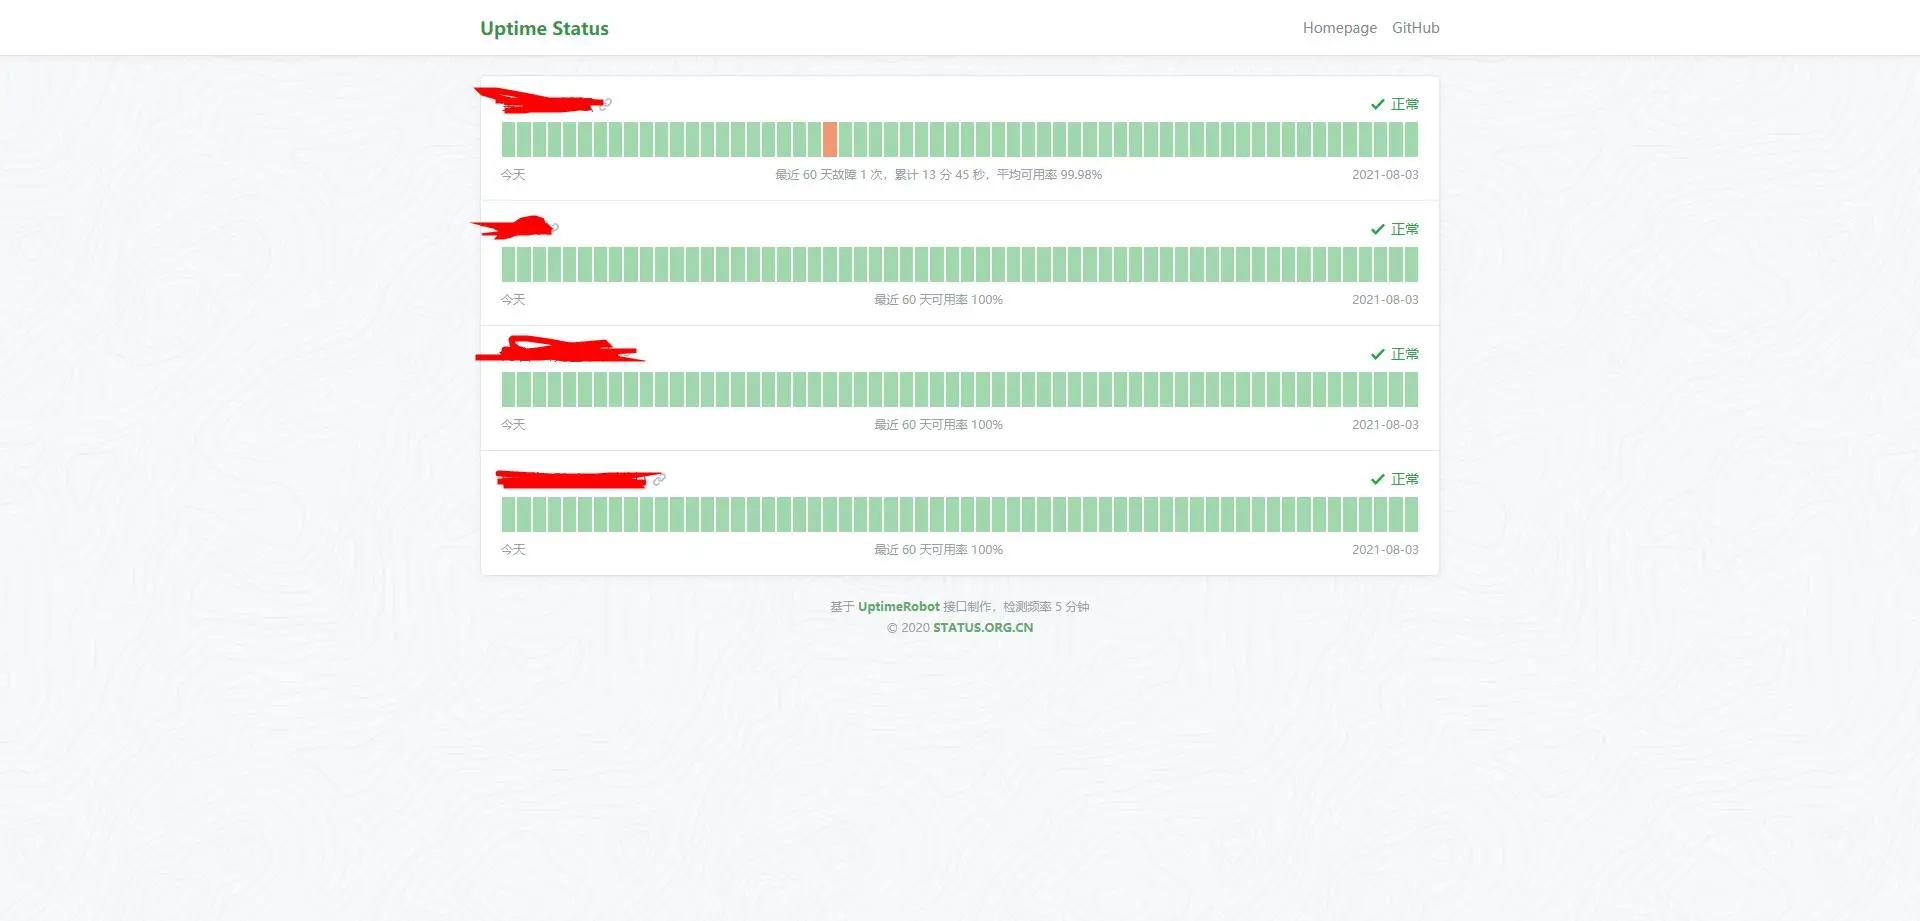 Uptime Status
Homepage GitHub
正常
今天 最近 60 天故障 1 次，累计 13 分 45 秒，平均可用率 99.98% 2021-08-03
正常
今天 最近 60 天可用率 100% 2021-08-03
正常
今天 最近 60 天可用率 100% 2021-08-03
正常
今天 最近 60 天可用率 100% 2021-08-03
基于 UptimeRobot 接口制作，检测频率 5 分钟
© 2020 STATUS.ORG.CN